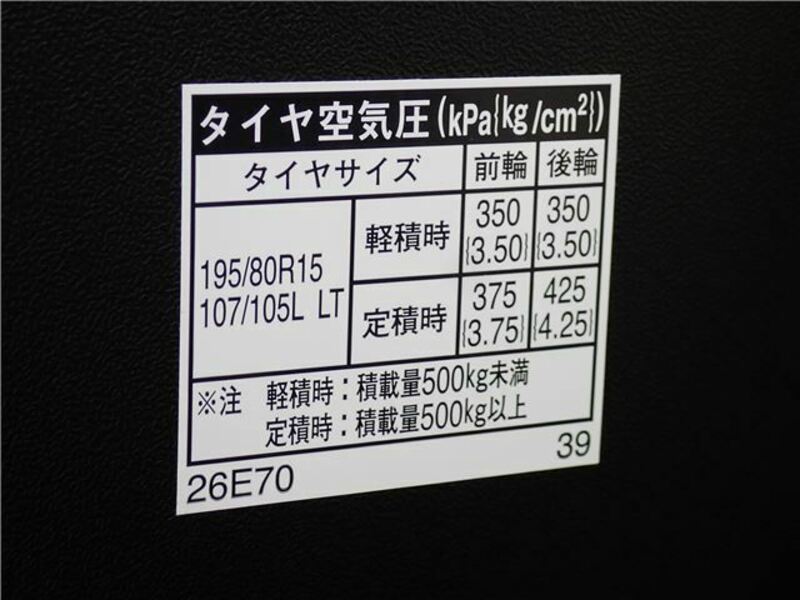 タイヤ空気圧(kPa{kg/cm²})
タイヤサイズ 前輪 後輪
195/80R15
107/105L LT
軽積時 350 350
{3.50} {3.50}
定積時 375 425
{3.75} {4.25}
※注 軽積時:積載量500kg未満
定積時:積載量500kg以上
26E70 39